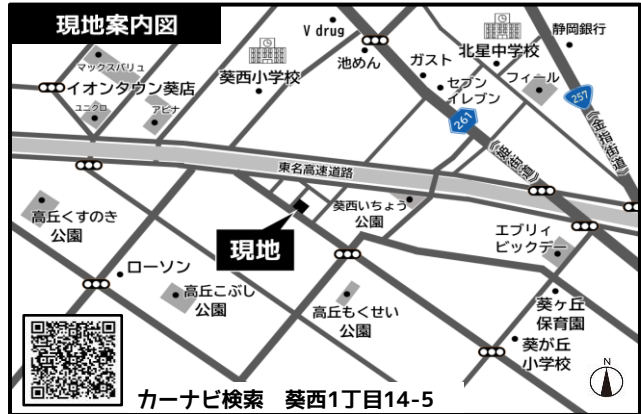 現地案内図
V drug
池めん
ガスト
北星中学校
静岡銀行
マックスバリュ
イオンタウン葵店
ユニクロ
アピナ
葵西小学校
セブン
イレブン
フィール
261
257
《姫街道》
《金指街道》
東名高速道路
高丘くすのき
公園
現地
葵西いちょう
公園
エブリィ
ビックデー
ローソン
高丘こぶし
公園
高丘もくせい
公園
葵ヶ丘
保育園
葵が丘
小学校
N
カーナビ検索 葵西1丁目14-5